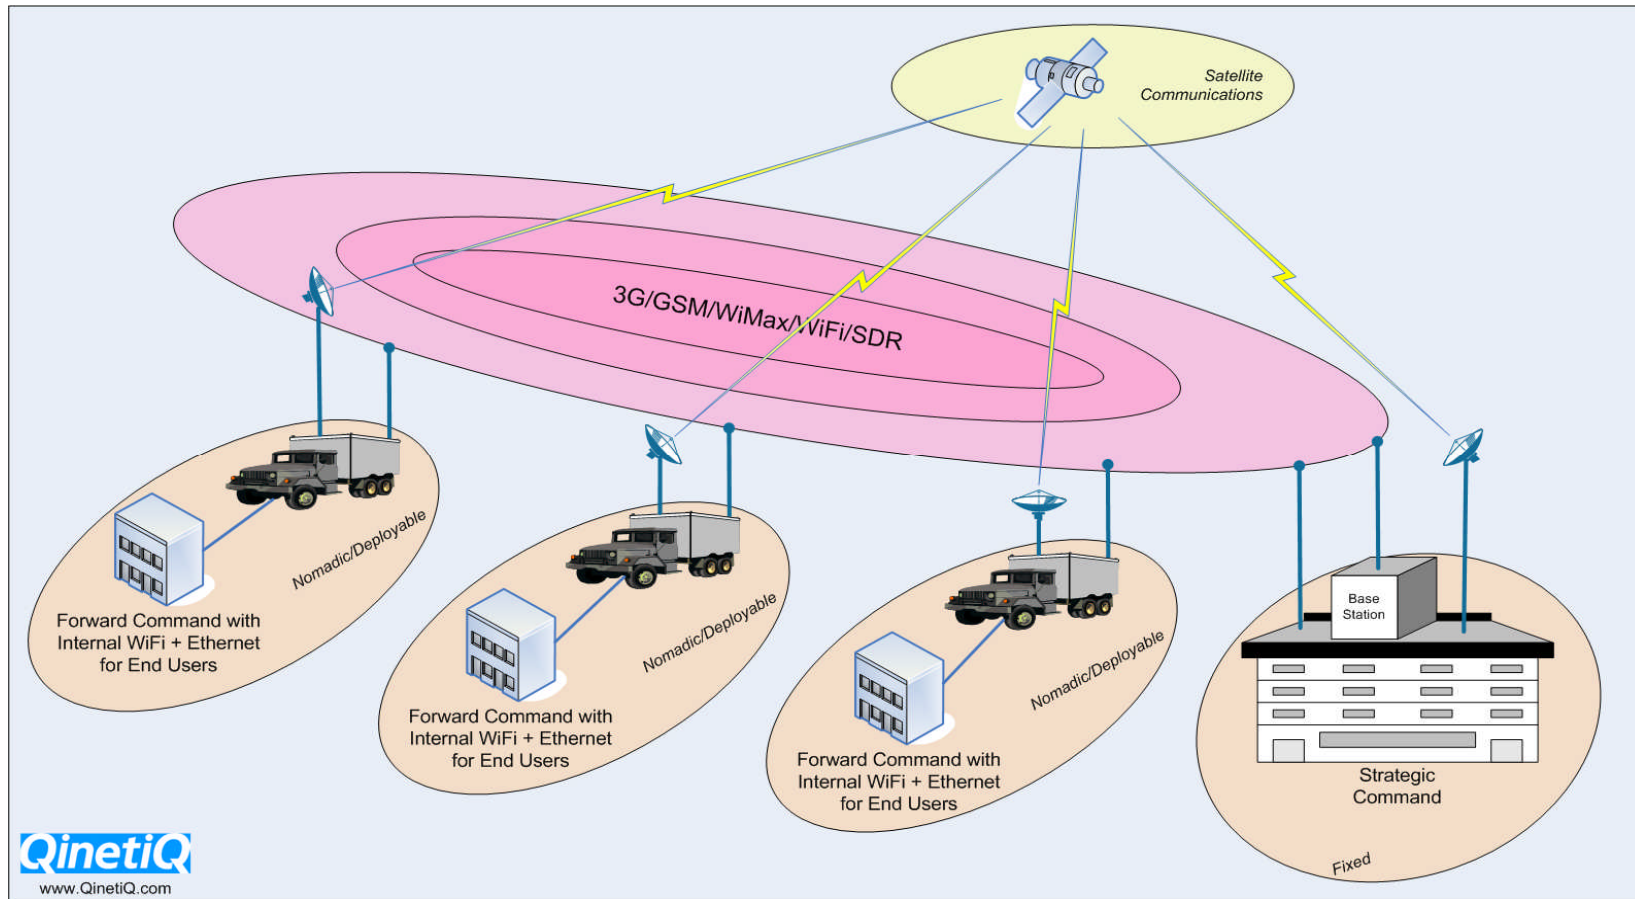 Satellite
Communications
3G/GSM/WiMax/WiFi/SDR
Nomadic/Deployable
Forward Command with
Internal WiFi + Ethernet
for End Users
Nomadic/Deployable
Forward Command with
Internal WiFi + Ethernet
for End Users
Nomadic/Deployable
Forward Command with
Internal WiFi + Ethernet
for End Users
Base
Station
Strategic
Command
Fixed
QinetiQ
www.QinetiQ.com